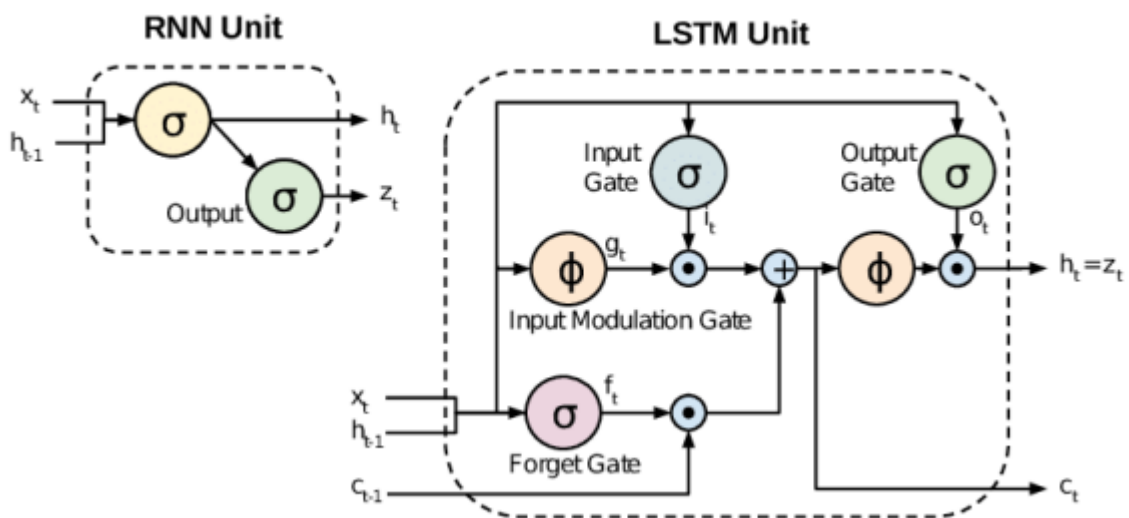 RNN Unit
x_t
h_t-1
σ
h_t
Output
σ
z_t
LSTM Unit
Input
Gate
σ
i_t
Output
Gate
σ
o_t
ϕ
g_t
Input Modulation Gate
+
ϕ
h_t=z_t
x_t
h_t-1
σ
f_t
Forget Gate
c_t-1
c_t